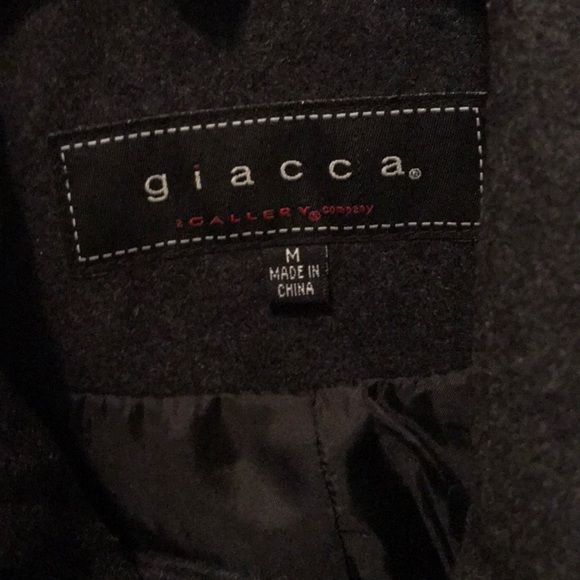 giacca®
A GALLERY® company
M
MADE IN
CHINA